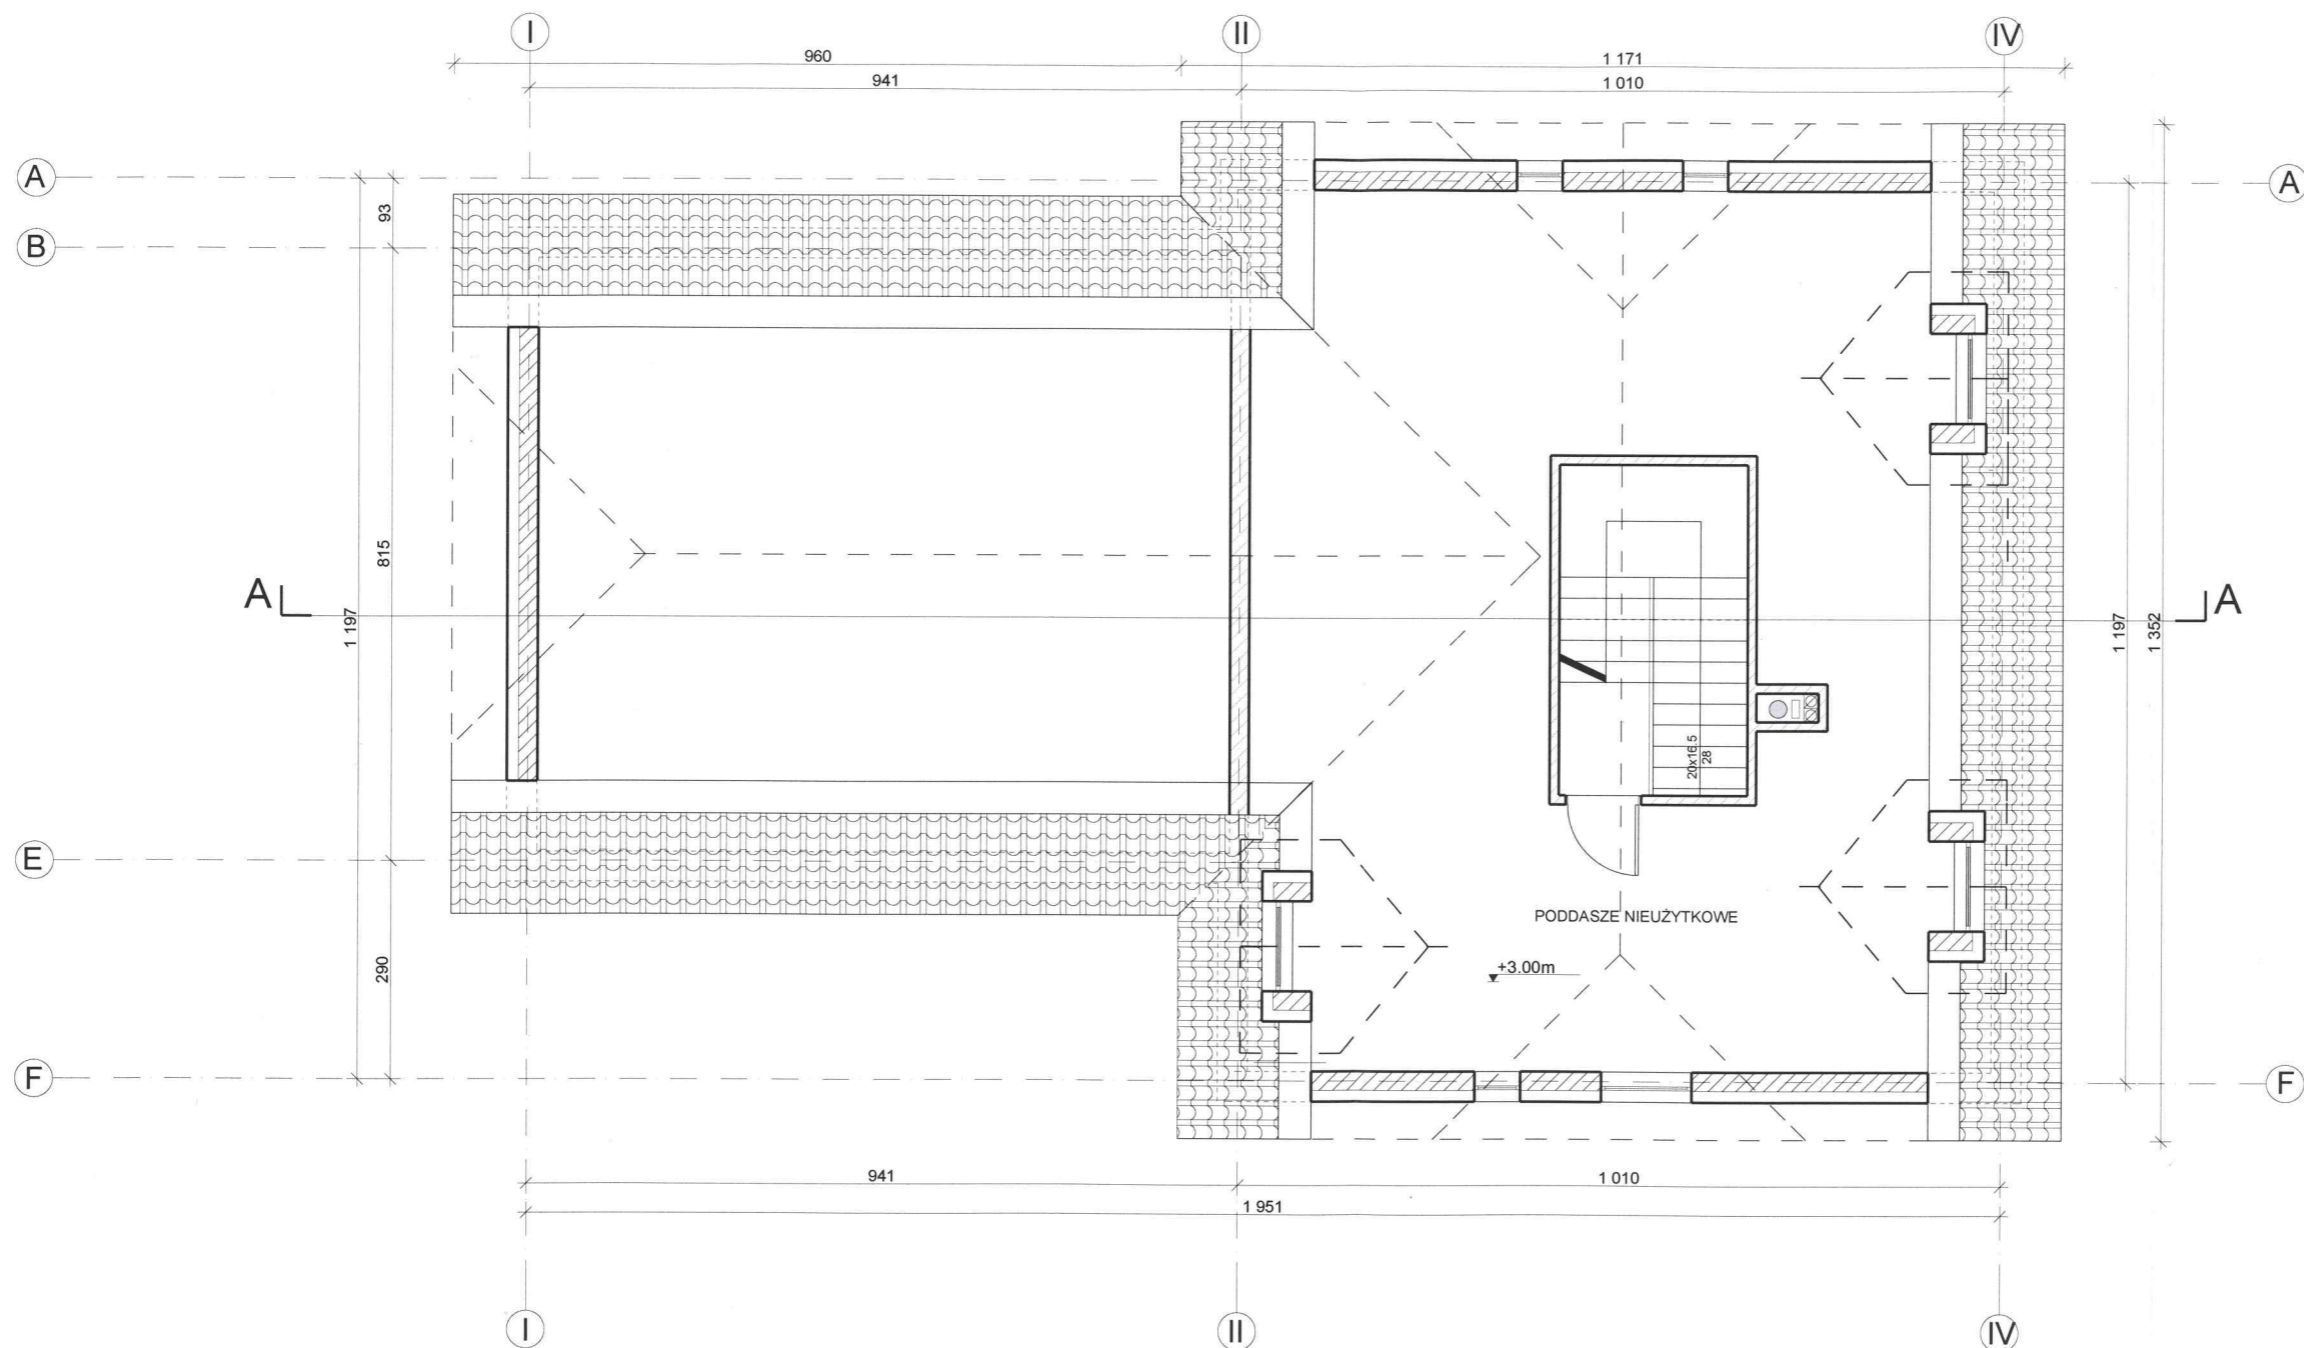 I
II
IV
960
1 171
941
1 010
A
A
93
B
815
1 197
A
A
1 197
1 352
20x16.5
28
E
290
PODDASZE NIEUŻYTKOWE
+3.00m
F
F
941
1 010
1 951
I
II
IV